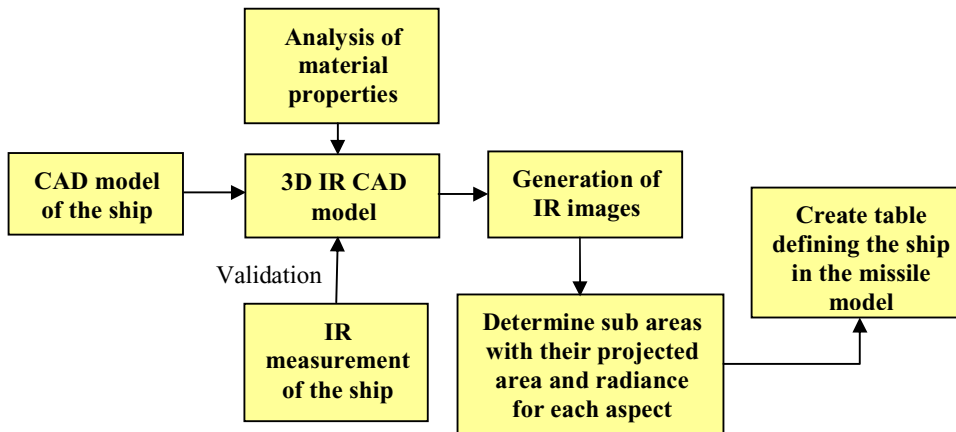 Analysis of
material
properties
CAD model
of the ship
3D IR CAD
model
Generation of
IR images
Create table
defining the ship
in the missile
model
Validation
IR
measurement
of the ship
Determine sub areas
with their projected
area and radiance
for each aspect